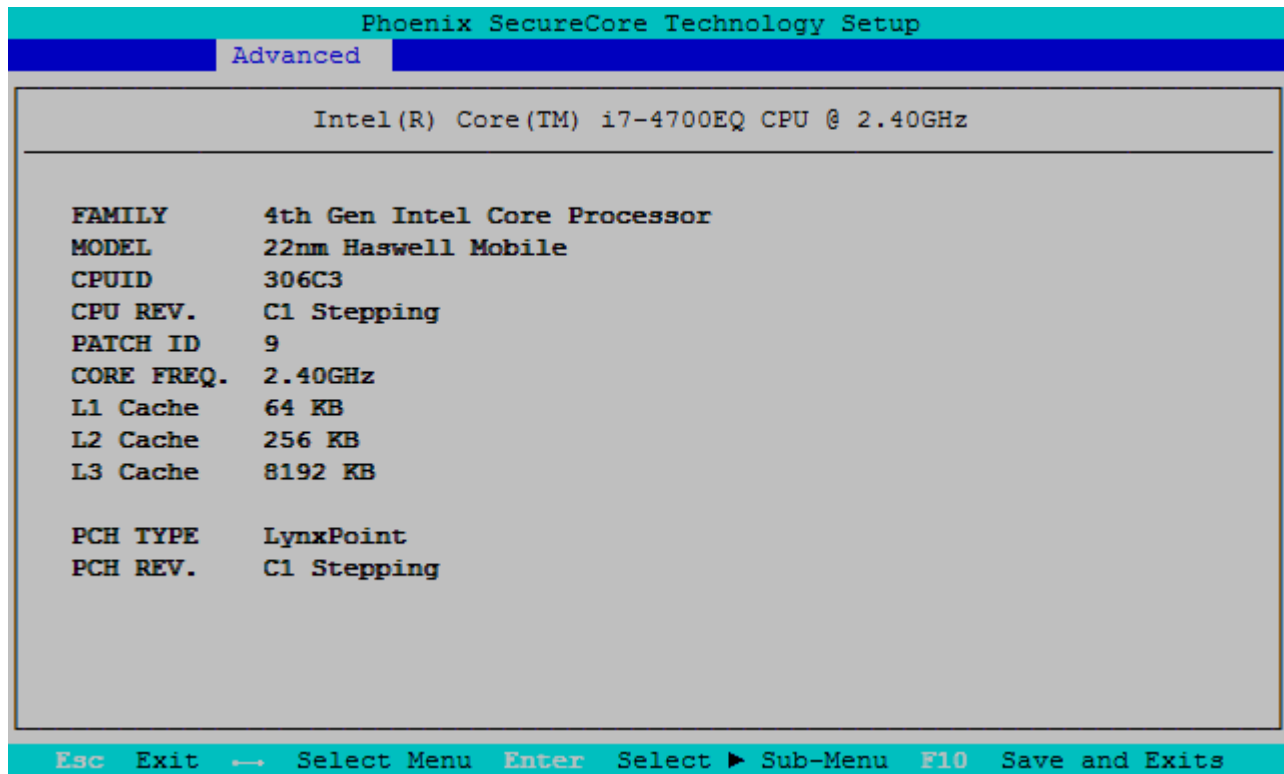 Phoenix SecureCore Technology Setup
Advanced
Intel(R) Core(TM) i7-4700EQ CPU @ 2.40GHz
FAMILY 4th Gen Intel Core Processor
MODEL 22nm Haswell Mobile
CPUID 306C3
CPU REV. C1 Stepping
PATCH ID 9
CORE FREQ. 2.40GHz
L1 Cache 64 KB
L2 Cache 256 KB
L3 Cache 8192 KB
PCH TYPE LynxPoint
PCH REV. C1 Stepping
Esc Exit ↔ Select Menu Enter Select ▶ Sub-Menu F10 Save and Exits